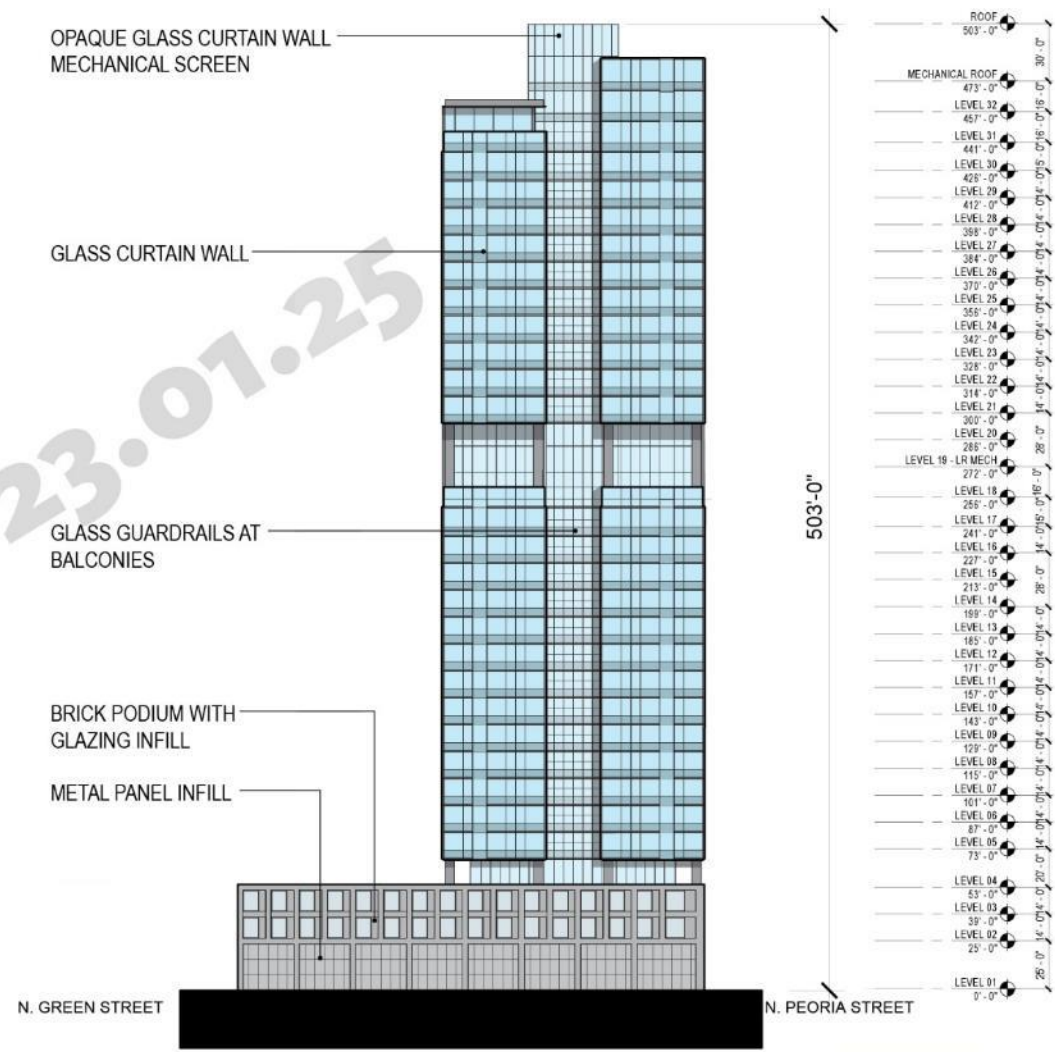 OPAQUE GLASS CURTAIN WALL
MECHANICAL SCREEN
GLASS CURTAIN WALL
GLASS GUARDRAILS AT
BALCONIES
BRICK PODIUM WITH
GLAZING INFILL
METAL PANEL INFILL
N. GREEN STREET
N. PEORIA STREET
23.01.25
503'-0"
ROOF
503' - 0"
MECHANICAL ROOF
473' - 0"
LEVEL 32
457' - 0"
LEVEL 31
441' - 0"
LEVEL 30
426' - 0"
LEVEL 29
412' - 0"
LEVEL 28
398' - 0"
LEVEL 27
384' - 0"
LEVEL 26
370' - 0"
LEVEL 25
356' - 0"
LEVEL 24
342' - 0"
LEVEL 23
328' - 0"
LEVEL 22
314' - 0"
LEVEL 21
300' - 0"
LEVEL 20
286' - 0"
LEVEL 19 - LR MECH
272' - 0"
LEVEL 18
256' - 0"
LEVEL 17
241' - 0"
LEVEL 16
227' - 0"
LEVEL 15
213' - 0"
LEVEL 14
199' - 0"
LEVEL 13
185' - 0"
LEVEL 12
171' - 0"
LEVEL 11
157' - 0"
LEVEL 10
143' - 0"
LEVEL 09
129' - 0"
LEVEL 08
115' - 0"
LEVEL 07
101' - 0"
LEVEL 06
87' - 0"
LEVEL 05
73' - 0"
LEVEL 04
53' - 0"
LEVEL 03
39' - 0"
LEVEL 02
25' - 0"
LEVEL 01
0' - 0"
30' - 0"
28' - 0"
28' - 0"
25' - 0"